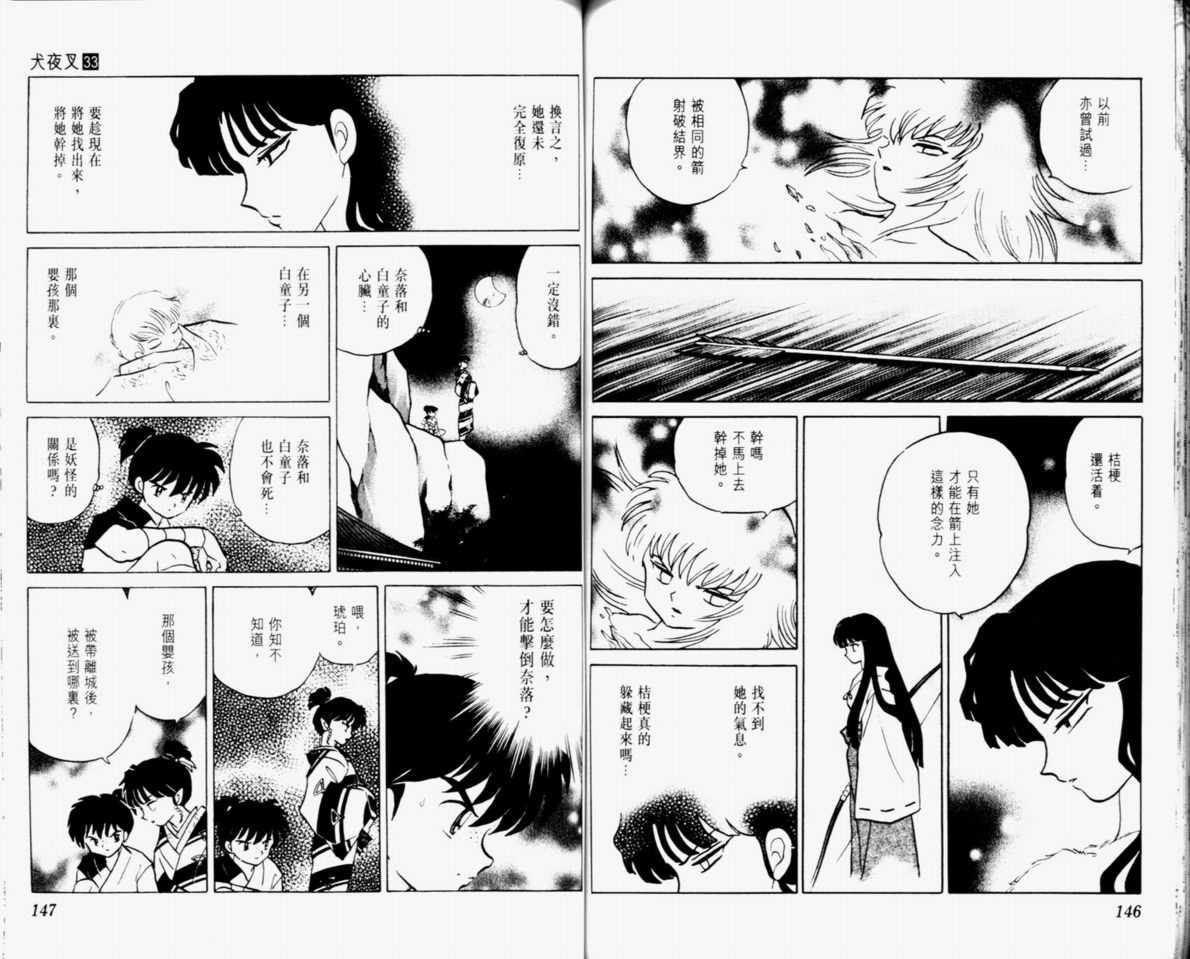 以前
亦曾試過…
被相同的箭
射破結界。
桔梗
還活着。
只有她
才能在箭上注入
這樣的念力。
幹嗎
不馬上去
幹掉她。
找不到
她的氣息。
桔梗真的
躲藏起來嗎…
146
犬夜叉33
換言之，
她還未
完全復原…
要趁現在
將她找出來，
將她幹掉。
一定沒錯。
奈落和
白童子的
心臟…
在另一個
白童子…
那個
嬰孩那裏。
奈落和
白童子
也不會死…
是妖怪的
關係嗎？
要怎麼做，
才能擊倒奈落？
喂，
琥珀。
你知不
知道，
那個嬰孩，
被帶離城後，
被送到哪裏？
147